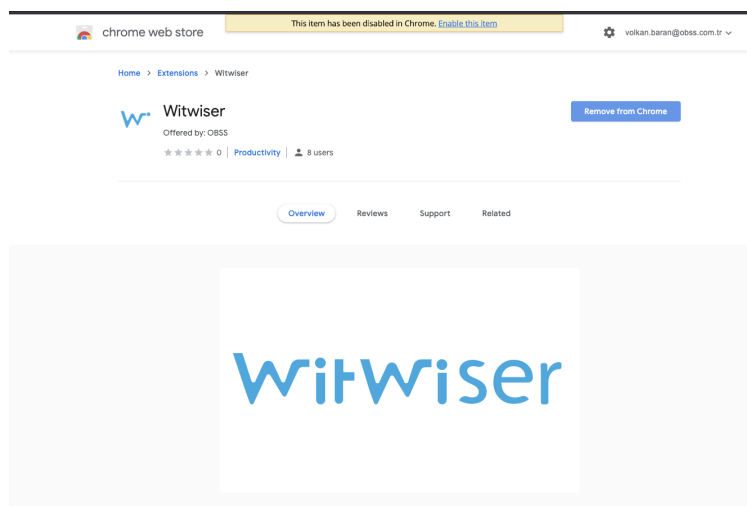 This item has been disabled in Chrome. Enable this item
chrome web store
volkan.baran@obss.com.tr
Home > Extensions > Witwiser
Witwiser
Remove from Chrome
Offered by: OBSS
0 Productivity 8 users
Overview Reviews Support Related
witwiser